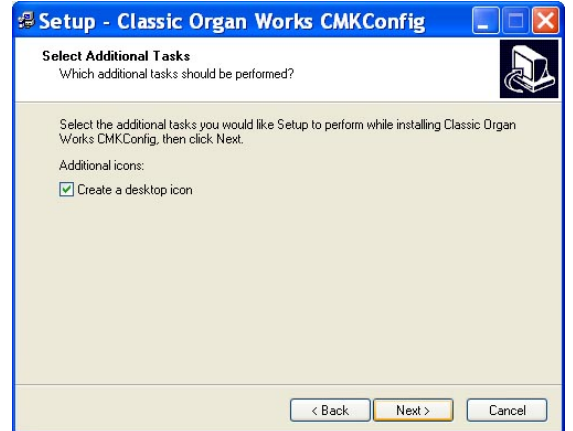 Setup - Classic Organ Works CMKConfig
Select Additional Tasks
Which additional tasks should be performed?
Select the additional tasks you would like Setup to perform while installing Classic Organ
Works CMKConfig, then click Next.
Additional icons:
Create a desktop icon
< Back
Next >
Cancel